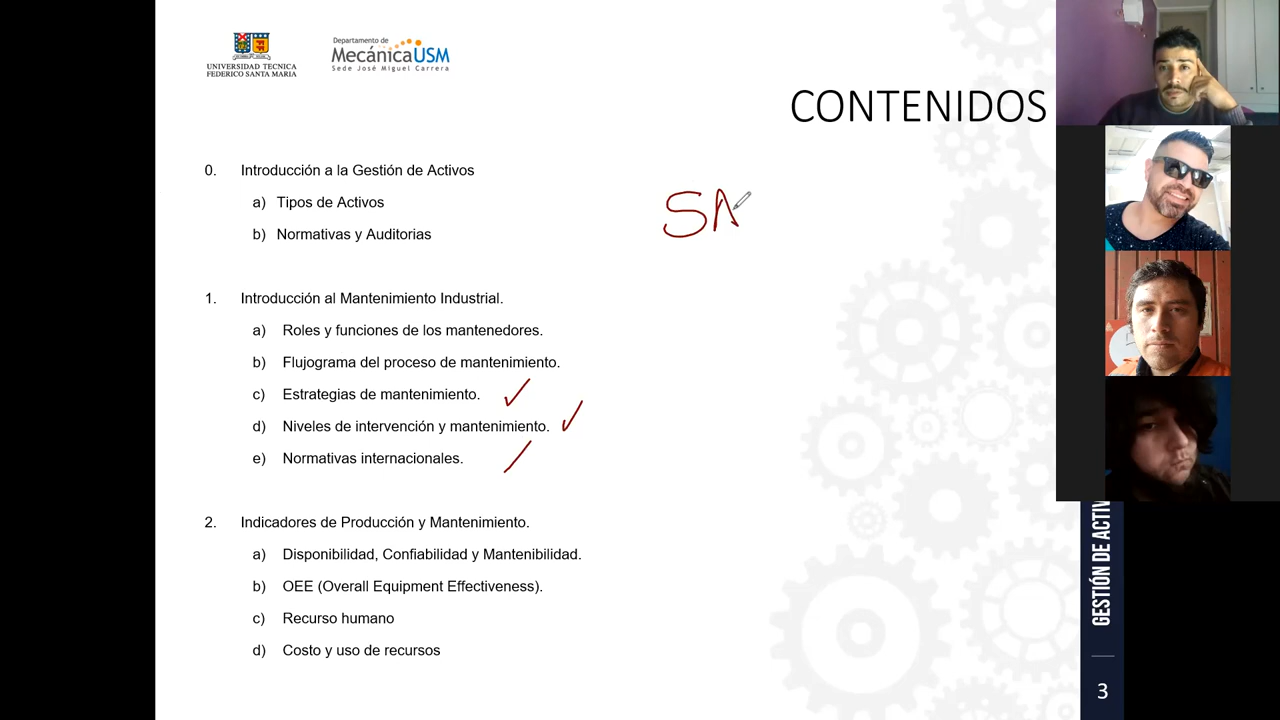 UNIVERSIDAD TECNICA
FEDERICO SANTA MARIA
Departamento de
MecánicaUSM
Sede José Miguel Carrera
CONTENIDOS
0. Introducción a la Gestión de Activos
a) Tipos de Activos
b) Normativas y Auditorias
SA
1. Introducción al Mantenimiento Industrial.
a) Roles y funciones de los mantenedores.
b) Flujograma del proceso de mantenimiento.
c) Estrategias de mantenimiento.
d) Niveles de intervención y mantenimiento.
e) Normativas internacionales.
2. Indicadores de Producción y Mantenimiento.
a) Disponibilidad, Confiabilidad y Mantenibilidad.
b) OEE (Overall Equipment Effectiveness).
c) Recurso humano
d) Costo y uso de recursos
GESTIÓN DE ACTIV
3